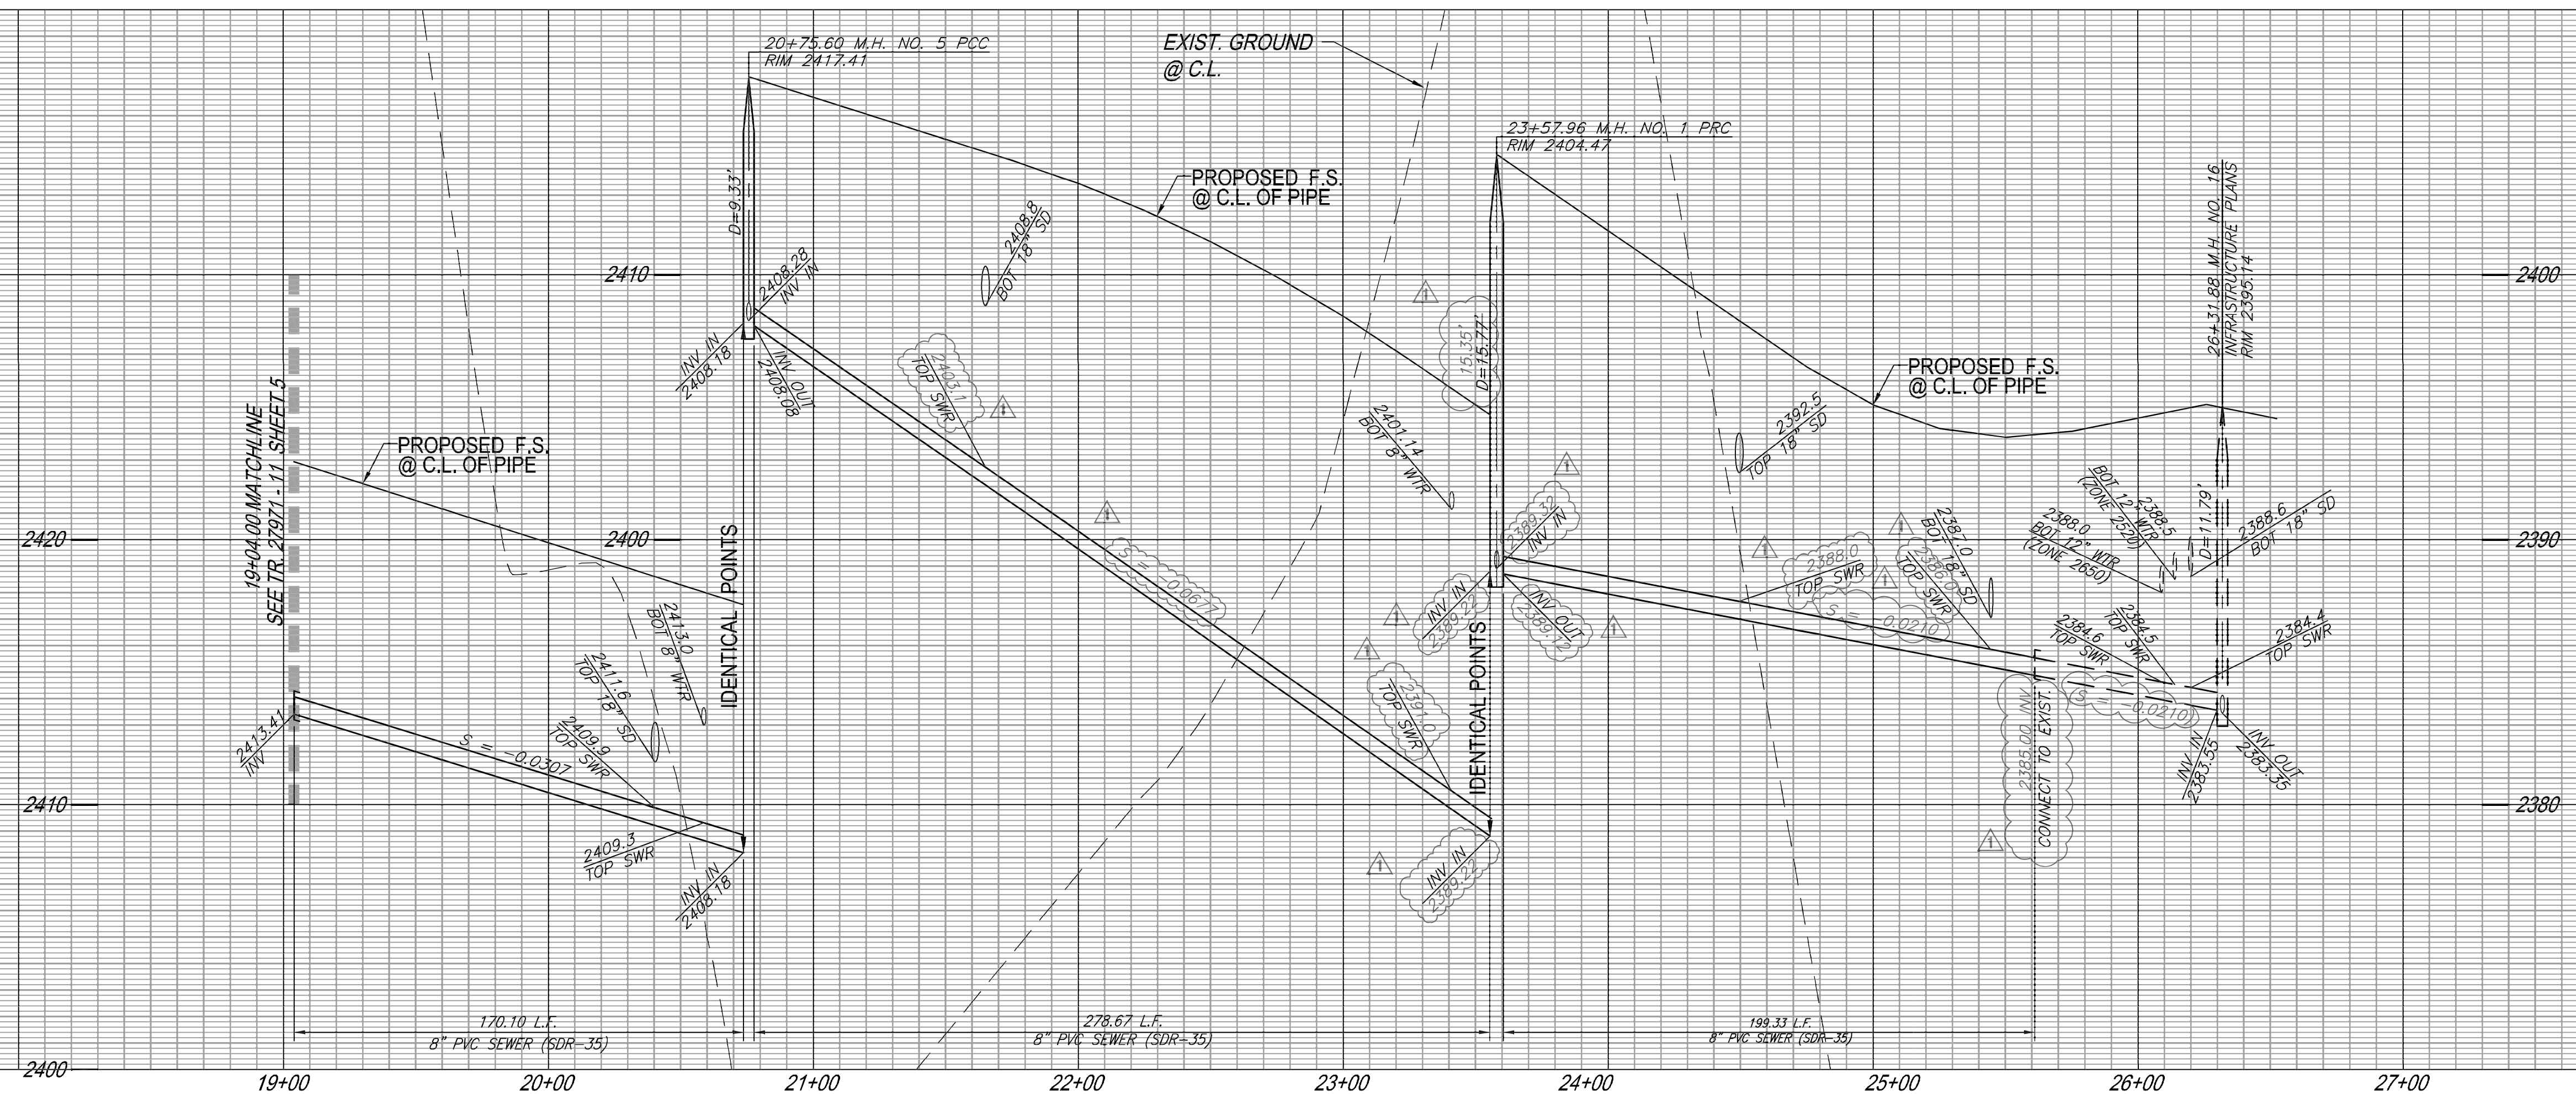 20+75.60 M.H. NO. 5 PCC
RIM 2417.41
EXIST. GROUND
@ C.L.
23+57.96 M.H. NO. 1 PRC
RIM 2404.47
PROPOSED F.S.
@ C.L. OF PIPE
26+31.88 M.H. NO. 16
INFRASTRUCTURE PLANS
RIM 2395.14
D=9.33'
2408.8
BOT 18" SD
2410
2400
2408.28
INV IN
INV IN
2408.18
INV OUT
2408.08
2403.1
TOP SWR
1
1
15.35'
D=15.77'
2401.14
BOT 8" WTR
2392.5
TOP 18" SD
PROPOSED F.S.
@ C.L. OF PIPE
19+04.00 MATCHLINE
SEE TR. 27971 - 11 SHEET 5
PROPOSED F.S.
@ C.L. OF PIPE
1
1
2389.32
INV IN
2420
2400
2390
S = -0.0677
INV IN
2389.22
INV OUT
2389.12
1
1
1
2388.0
TOP SWR
1
S = -0.0210
1
1
2386.0
TOP SWR
2387.0
BOT 18" SD
2388.0
BOT 12" WTR
(ZONE 2650)
2388.5
BOT 12" WTR
(ZONE 2520)
D=11.79'
2388.6
BOT 18" SD
2384.6
TOP SWR
2384.5
TOP SWR
2384.4
TOP SWR
S = -0.0210
INV IN
2383.55
INV OUT
2383.35
IDENTICAL POINTS
2413.0
BOT 8" WTR
2411.6
TOP 18" SD
2409.9
TOP SWR
2413.41
INV
S = -0.0307
2409.3
TOP SWR
INV IN
2408.18
IDENTICAL POINTS
2391.0
TOP SWR
1
INV IN
2389.22
2385.00 INV.
CONNECT TO EXIST.
1
2410
2380
170.10 L.F.
8" PVC SEWER (SDR-35)
278.67 L.F.
8" PVC SEWER (SDR-35)
199.33 L.F.
8" PVC SEWER (SDR-35)
2400
19+00
20+00
21+00
22+00
23+00
24+00
25+00
26+00
27+00